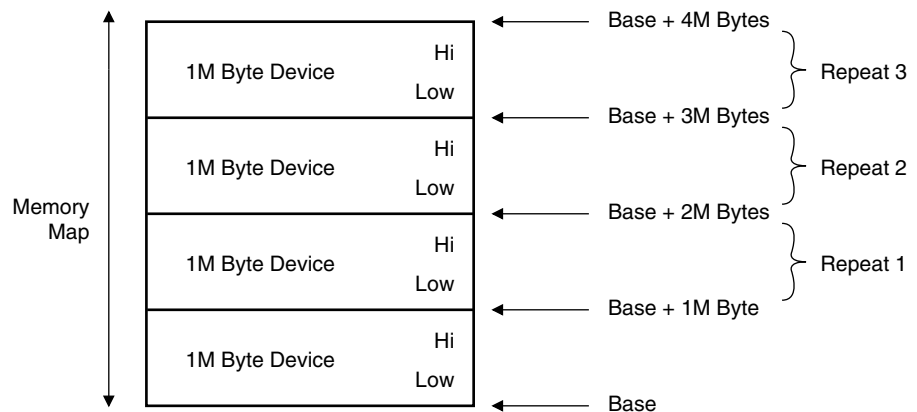 Base + 4M Bytes
Hi
1M Byte Device
Low
Repeat 3
Base + 3M Bytes
Hi
1M Byte Device
Low
Repeat 2
Memory
Map
Base + 2M Bytes
Hi
1M Byte Device
Low
Repeat 1
Base + 1M Byte
Hi
1M Byte Device
Low
Base